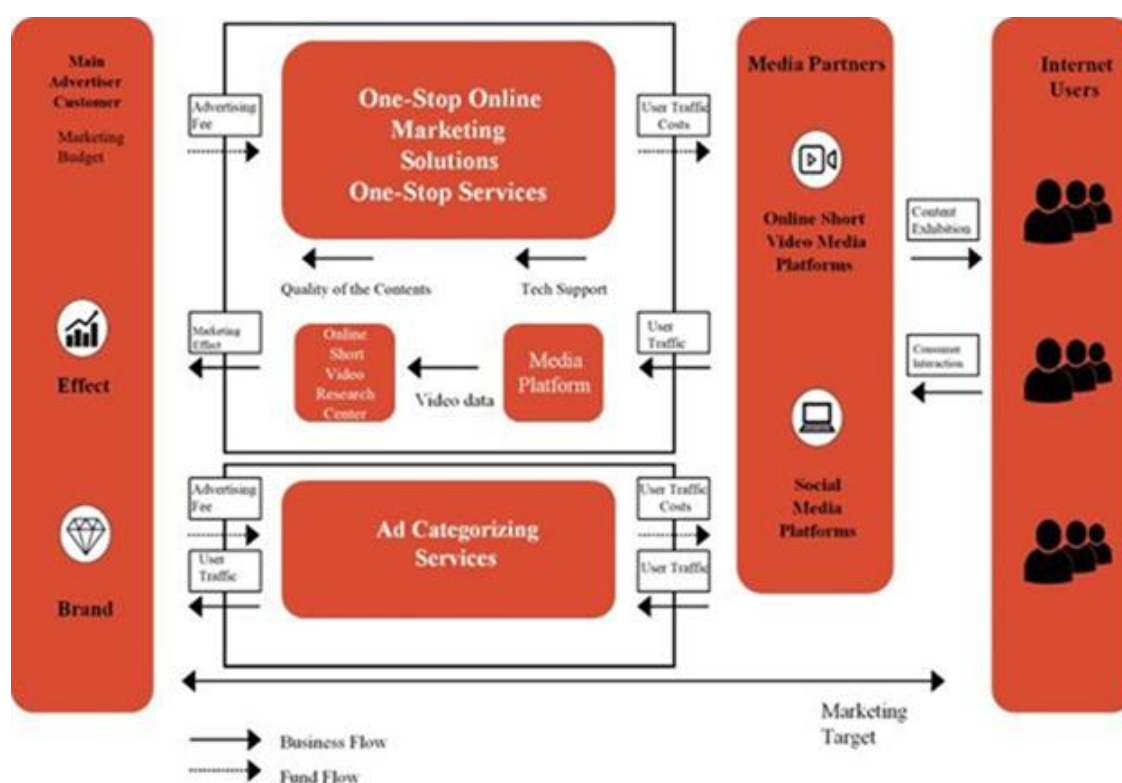 Main
Advertiser
Customer
Marketing
Budget
Effect
Brand
Advertising
Fee
One-Stop Online
Marketing
Solutions
One-Stop Services
User Traffic
Costs
Quality of the Contents
Tech Support
Marketing
Effect
Online
Short
Video
Research
Center
Video data
Media
Platform
User
Traffic
Advertising
Fee
User
Traffic
Ad Categorizing
Services
User Traffic
Costs
User Traffic
Media Partners
Online Short
Video Media
Platforms
Social
Media
Platforms
Content
Exhibition
Consumer
Interaction
Internet
Users
Marketing
Target
Business Flow
Fund Flow